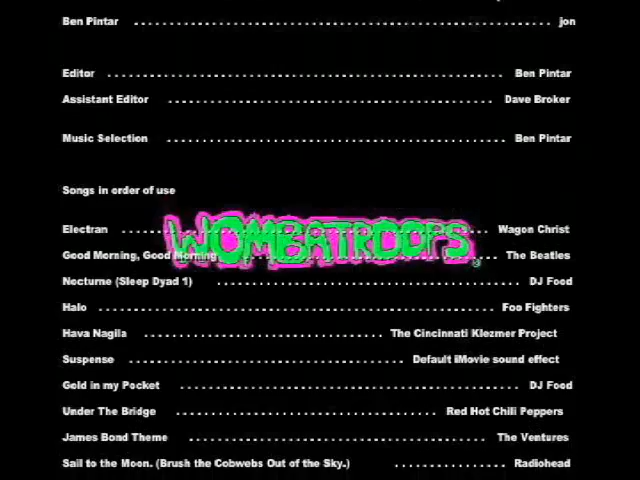 Ben Pintar ........................................................ jon
Editor ..................................................... Ben Pintar
Assistant Editor ........................................... Dave Broker
Music Selection ............................................ Ben Pintar
Songs in order of use
Electran .................................................. Wagon Christ
WOMBATROOPS
Good Morning, Good Morning ................................ The Beatles
Nocturne (Sleep Dyad 1) ................................... DJ Food
Halo ...................................................... Foo Fighters
Hava Nagila ............................... The Cincinnati Klezmer Project
Suspense .................................... Default iMovie sound effect
Gold in my Pocket ......................................... DJ Food
Under The Bridge .................................. Red Hot Chili Peppers
James Bond Theme ...................................... The Ventures
Sail to the Moon. (Brush the Cobwebs Out of the Sky.) .............. Radiohead